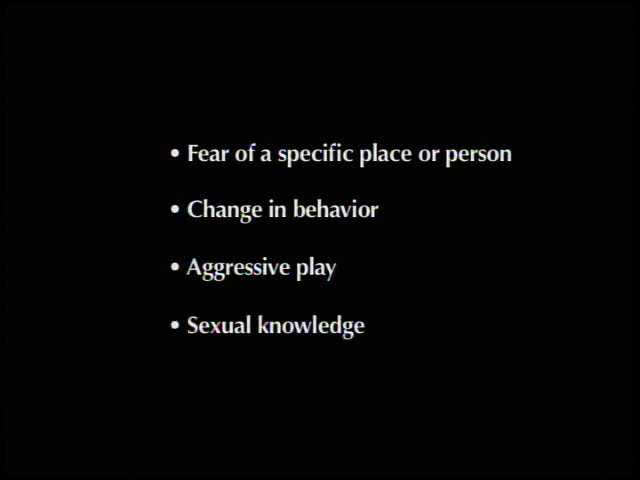 • Fear of a specific place or person
• Change in behavior
• Aggressive play
• Sexual knowledge